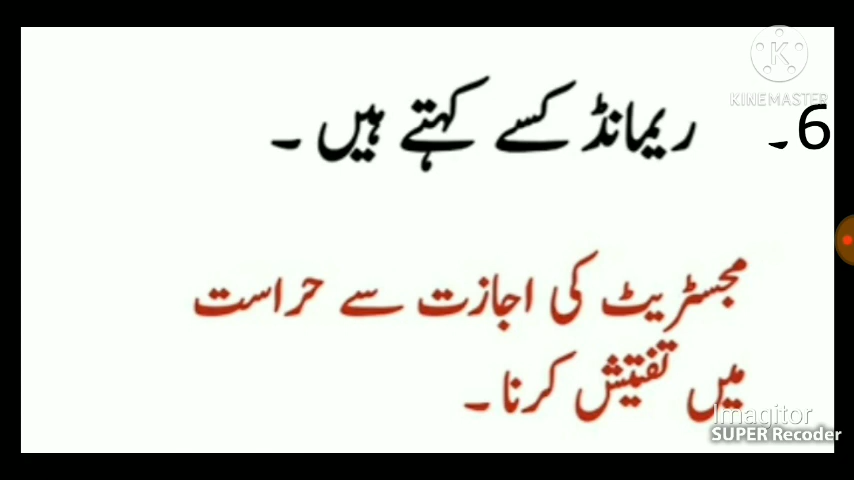 KINEMASTER
6۔ ریمانڈ کسے کہتے ہیں ۔
مجسٹریٹ کی اجازت سے حراست
میں تفتیش کرنا ۔
Imagitor
SUPER Recoder